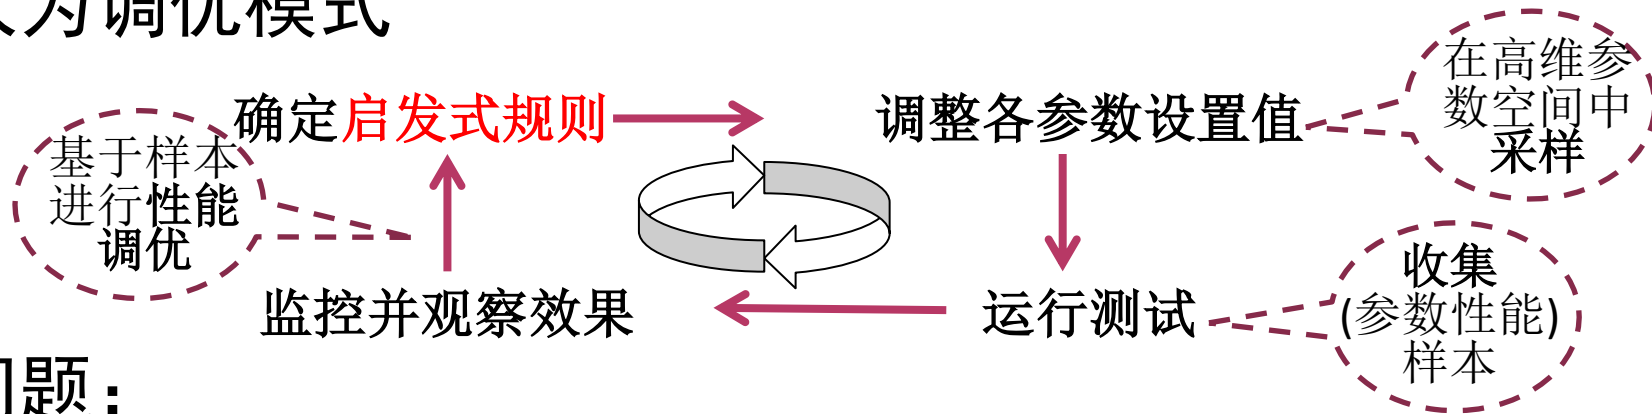 人为调优模式
确定启发式规则
调整各参数设置值
在高维参
数空间中
采样
基于样本
进行性能
调优
监控并观察效果
运行测试
收集
(参数性能)
样本
问题：